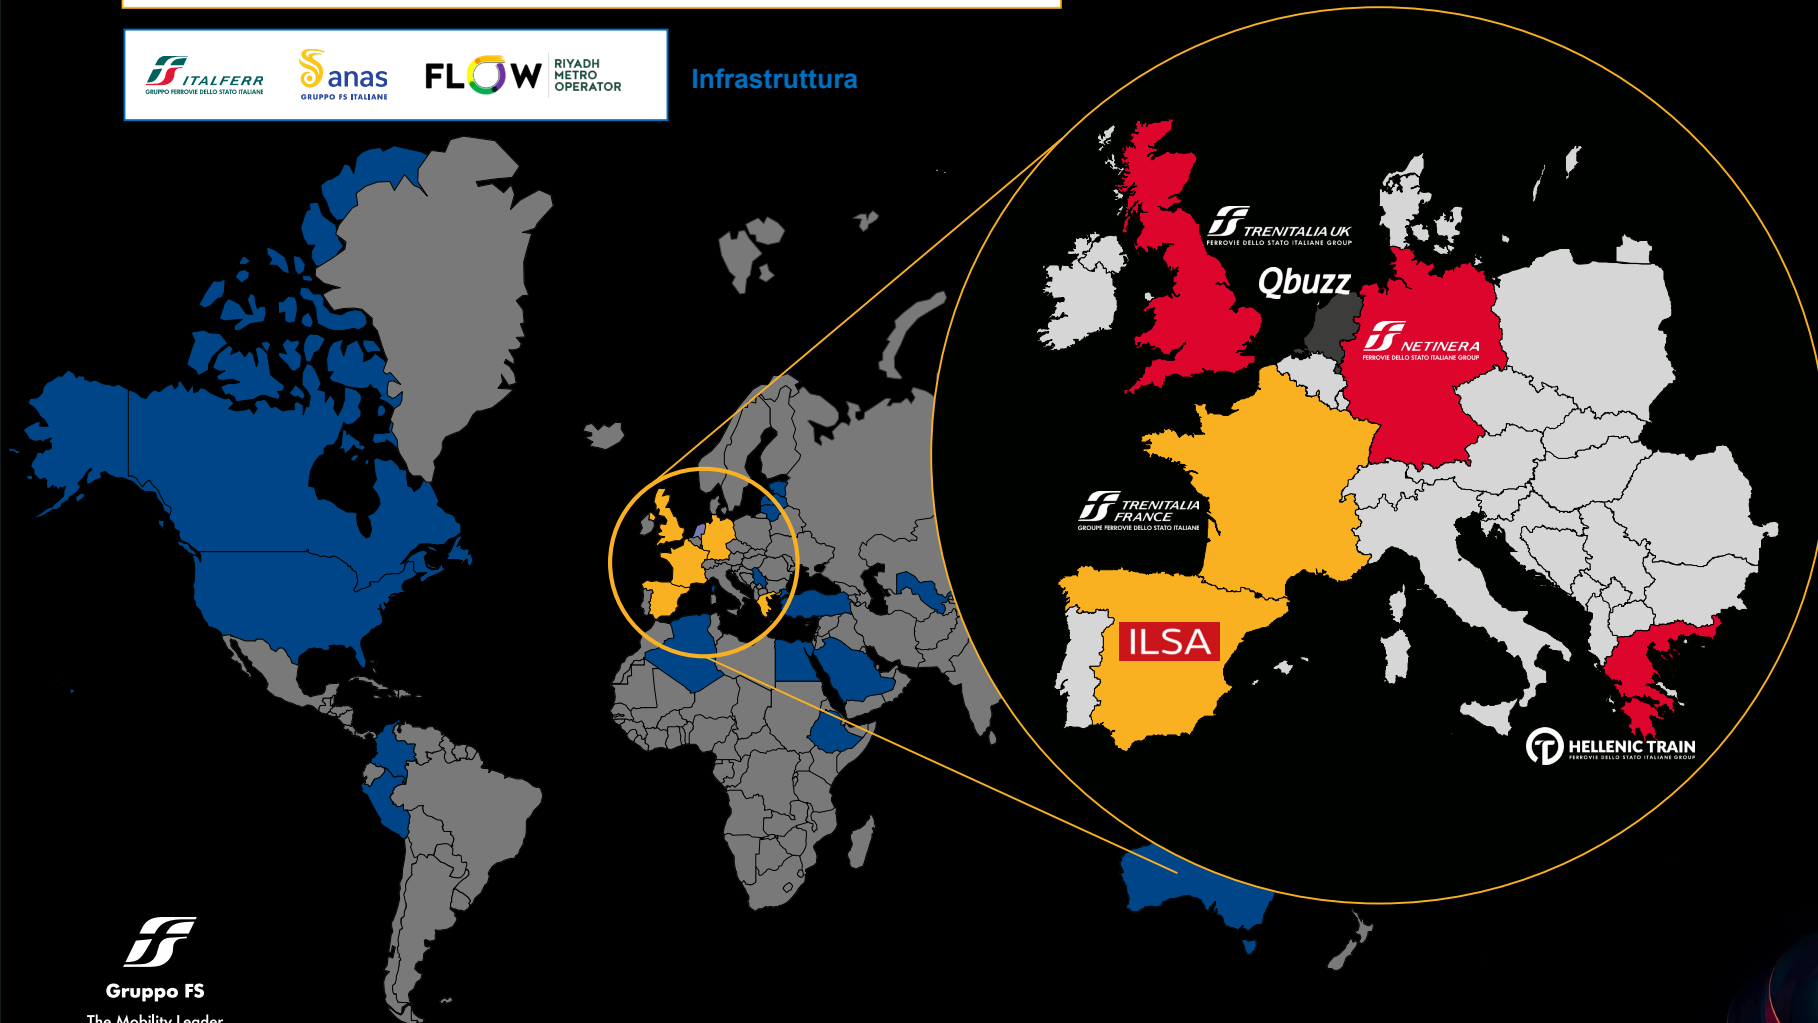 ITALFERR
GRUPPO FERROVIE DELLO STATO ITALIANE
anas
GRUPPO FS ITALIANE
FLOW
RIYADH
METRO
OPERATOR
Infrastruttura
TRENITALIA UK
FERROVIE DELLO STATO ITALIANE GROUP
Qbuzz
NETINERA
FERROVIE DELLO STATO ITALIANE GROUP
TRENITALIA
FRANCE
GROUPE FERROVIE DELLO STATO ITALIANE
ILSA
HELLENIC TRAIN
FERROVIE DELLO STATO ITALIANE GROUP
Gruppo FS
The Mobility Leader